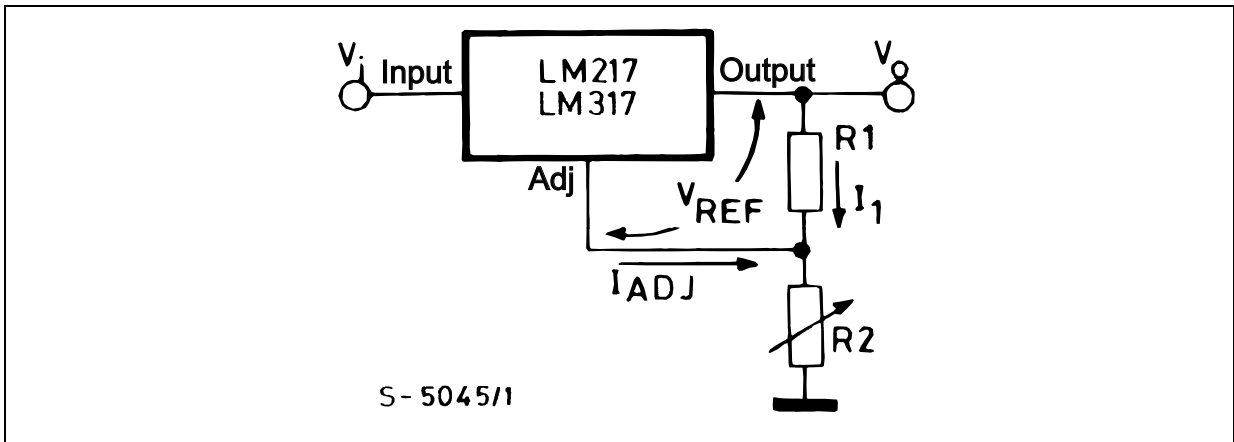 Vi
Input
LM217
LM317
Output
VO
Adj
VREF
R1
I1
IADJ
R2
S-5045/1